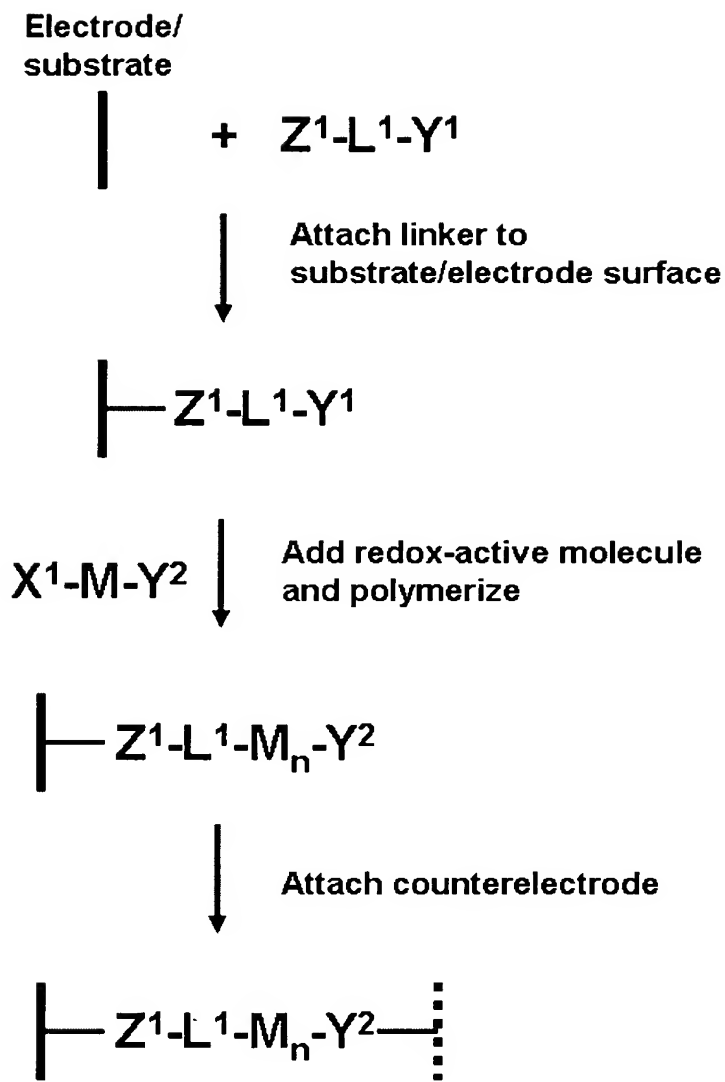 Electrode/
substrate
+ Z¹-L¹-Y¹
Attach linker to
substrate/electrode surface
Z¹-L¹-Y¹
X¹-M-Y²
Add redox-active molecule
and polymerize
Z¹-L¹-Mₙ-Y²
Attach counterelectrode
Z¹-L¹-Mₙ-Y²